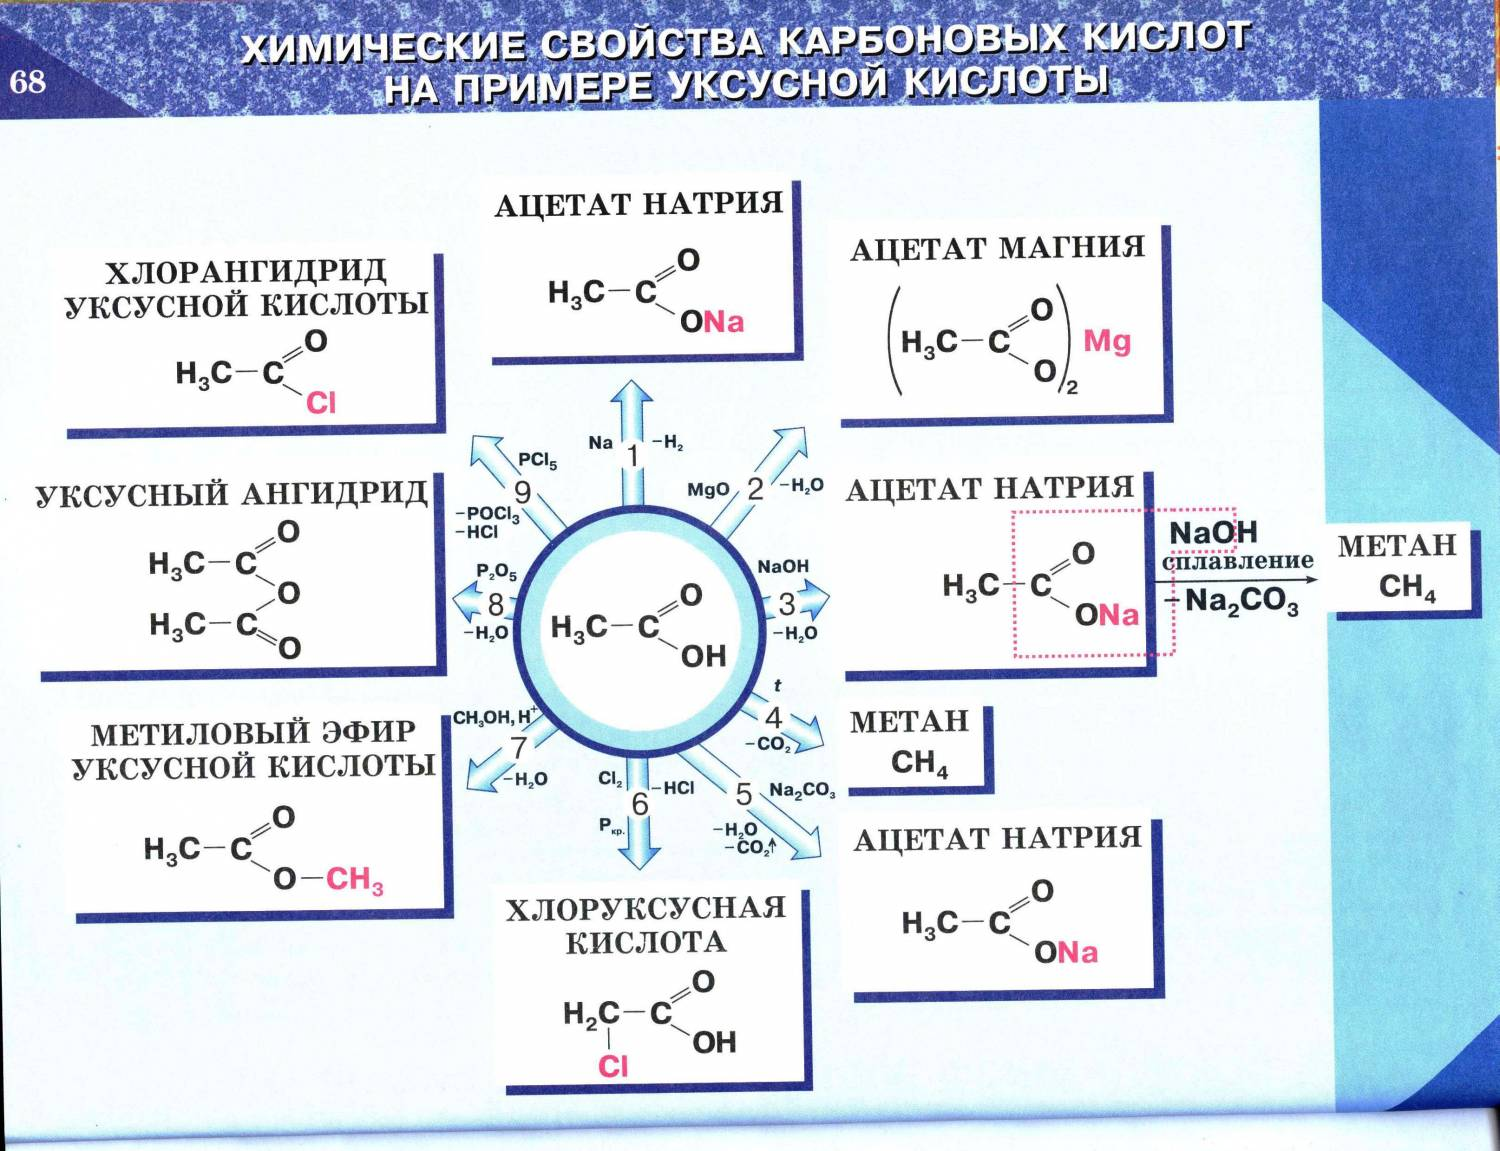 68
ХИМИЧЕСКИЕ СВОЙСТВА КАРБОНОВЫХ КИСЛОТ
НА ПРИМЕРЕ УКСУСНОЙ КИСЛОТЫ
АЦЕТАТ НАТРИЯ
H₃C–C
O
ONa
ХЛОРАНГИДРИД
УКСУСНОЙ КИСЛОТЫ
H₃C–C
O
Cl
АЦЕТАТ МАГНИЯ
(H₃C–C
O
O)₂
Mg
УКСУСНЫЙ АНГИДРИД
H₃C–C
O
O
H₃C–C
O
АЦЕТАТ НАТРИЯ
H₃C–C
O
ONa
NaOH
сплавление
–Na₂CO₃
МЕТАН
CH₄
H₃C–C
O
OH
Na 1 –H₂
MgO 2 –H₂O
NaOH
3
–H₂O
t
4
–CO₂
5 Na₂CO₃
–H₂O
–CO₂↑
Cl₂ 6 –HCl
Pкр.
CH₃OH, H⁺
7
–H₂O
P₂O₅
8
–H₂O
PCl₅
9
–POCl₃
–HCl
МЕТИЛОВЫЙ ЭФИР
УКСУСНОЙ КИСЛОТЫ
H₃C–C
O
O–CH₃
МЕТАН
CH₄
АЦЕТАТ НАТРИЯ
H₃C–C
O
ONa
ХЛОРУКСУСНАЯ
КИСЛОТА
H₂C–C
O
OH
Cl